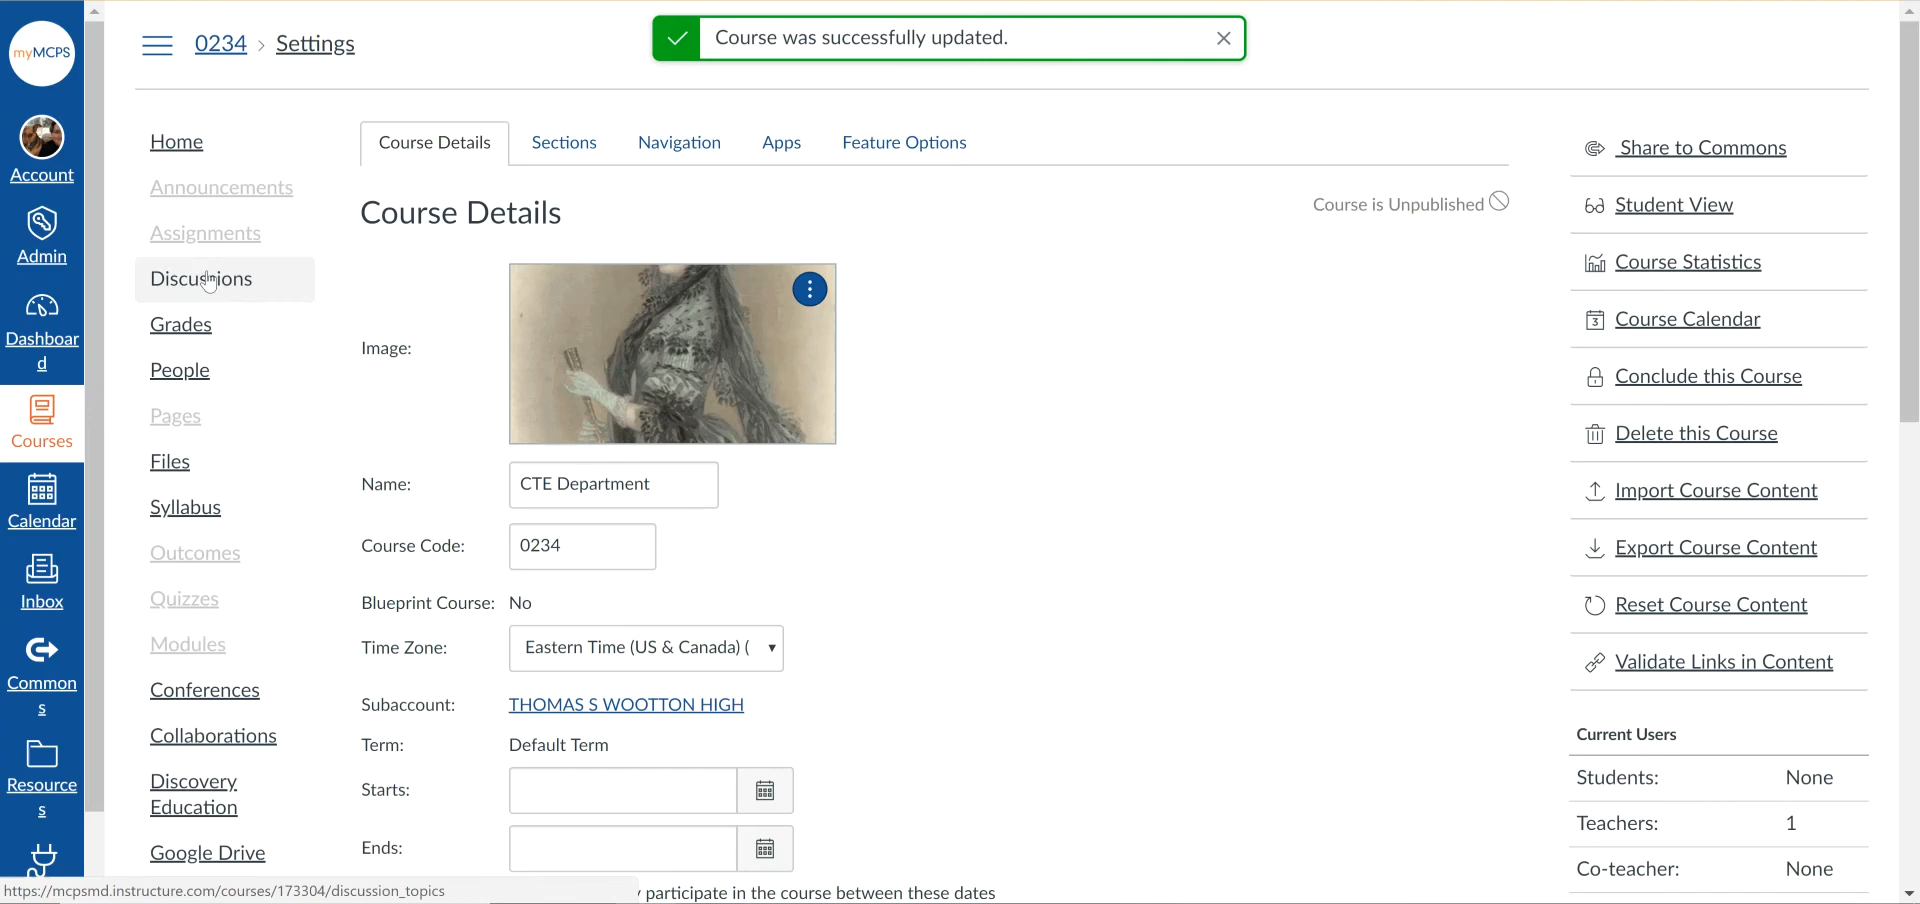 myMCPS
Account
Admin
Dashboar
d
Courses
Calendar
Inbox
Common
s
Resource
s
0234 > Settings
Course was successfully updated.
Home
Announcements
Assignments
Discussions
Grades
People
Pages
Files
Syllabus
Outcomes
Quizzes
Modules
Conferences
Collaborations
Discovery
Education
Google Drive
Course Details Sections Navigation Apps Feature Options
Course Details
Course is Unpublished
Image:
Name: CTE Department
Course Code: 0234
Blueprint Course: No
Time Zone: Eastern Time (US & Canada) (
Subaccount: THOMAS S WOOTTON HIGH
Term: Default Term
Starts:
Ends:
participate in the course between these dates
Share to Commons
Student View
Course Statistics
3 Course Calendar
Conclude this Course
Delete this Course
Import Course Content
Export Course Content
Reset Course Content
Validate Links in Content
Current Users
Students: None
Teachers: 1
Co-teacher: None
https://mcpsmd.instructure.com/courses/173304/discussion_topics